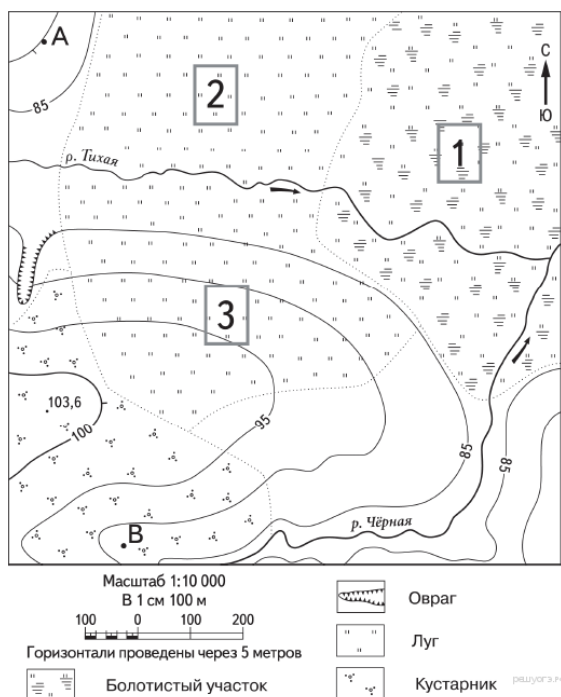 А
85
2
С
Ю
1
р. Тихая
3
103,6
100
95
85
85
р. Чёрная
В
Масштаб 1:10 000
В 1 см 100 м
100 0 100 200
Горизонтали проведены через 5 метров
Болотистый участок
Овраг
Луг
Кустарник